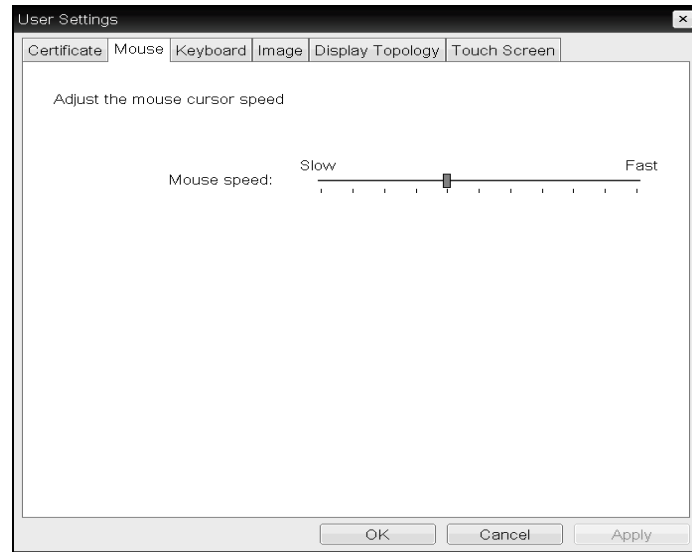 User Settings
Certificate Mouse Keyboard Image Display Topology Touch Screen
Adjust the mouse cursor speed
Slow Fast
Mouse speed:
OK Cancel Apply